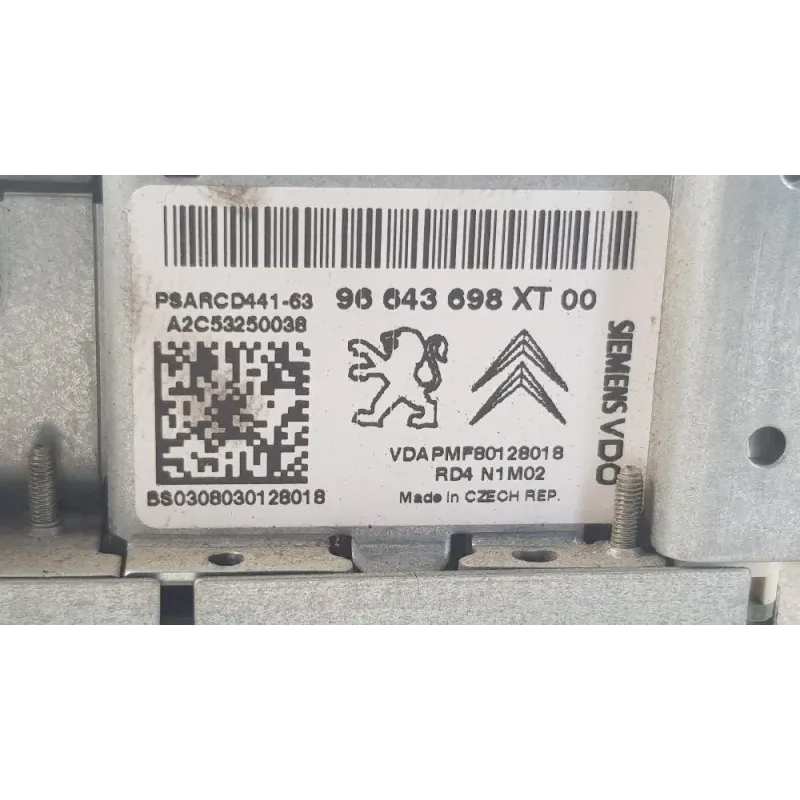 PSARCD441-63 96 643 698 XT 00
A2C53250038
SIEMENS VDO
VDAPMF80128018
RD4 N1M02
BS0308030128018 Made in CZECH REP.